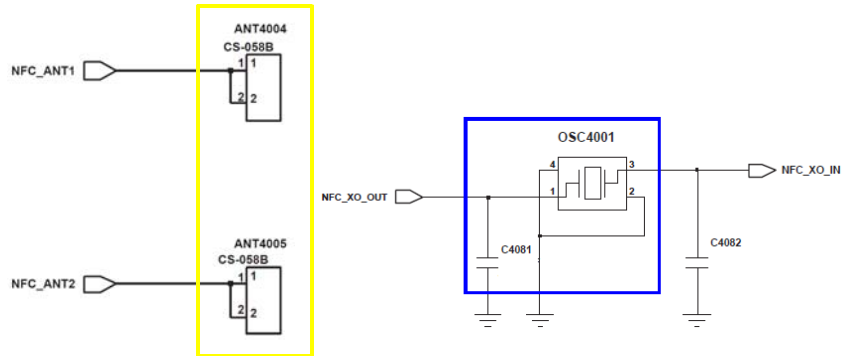 ANT4004
CS-058B
NFC_ANT1
1 1
2 2
OSC4001
4 3
NFC_XO_IN
NFC_XO_OUT
1 2
ANT4005
CS-058B
C4081
C4082
NFC_ANT2
1 1
2 2